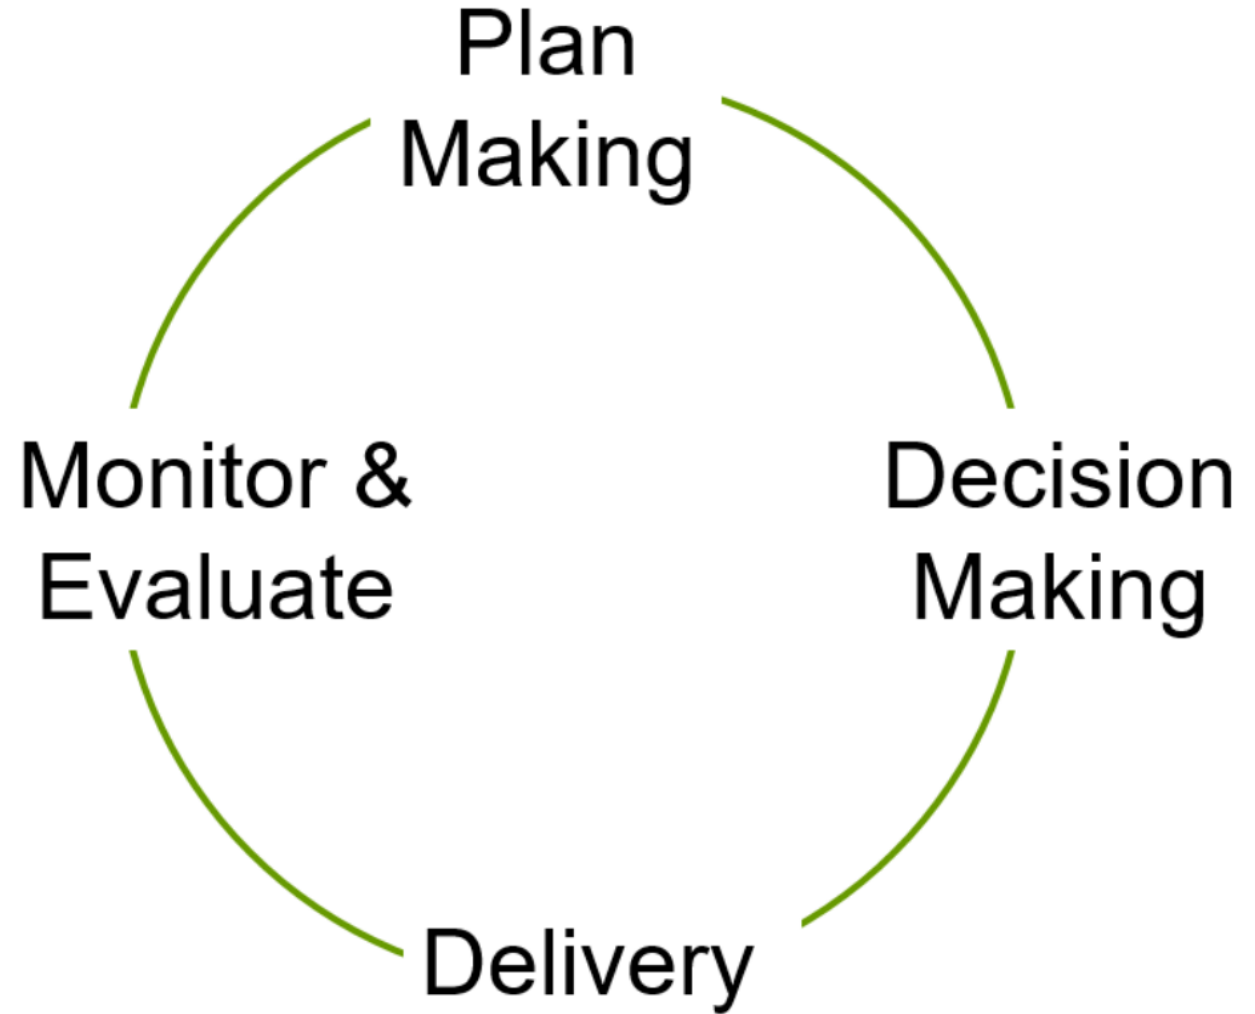 Plan
Making
Decision
Making
Delivery
Monitor &
Evaluate